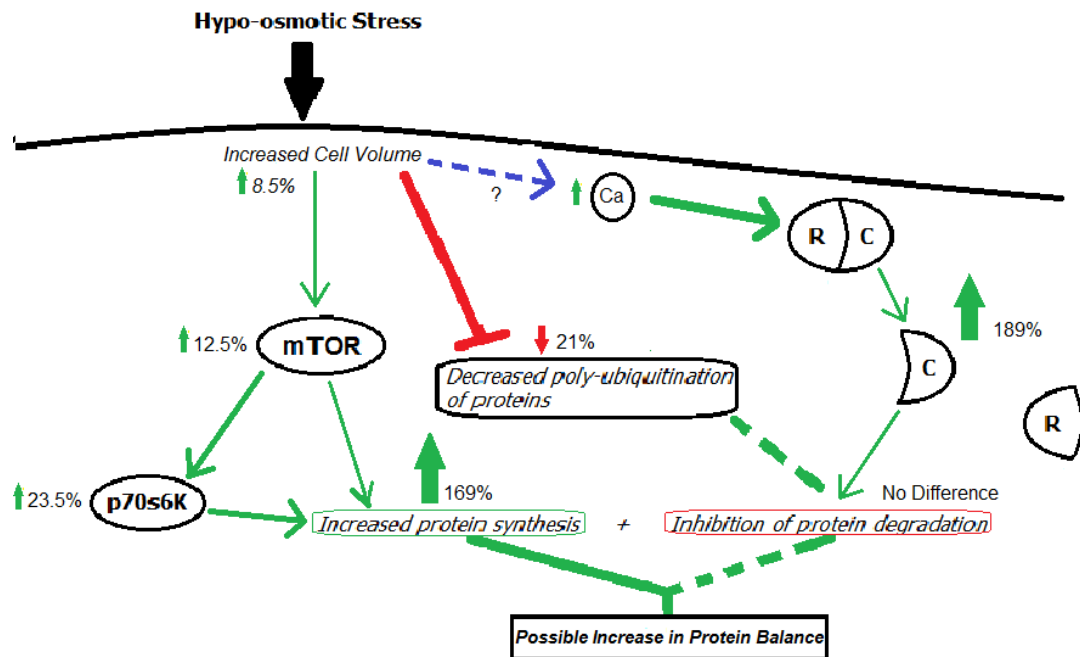 Hypo-osmotic Stress
Increased Cell Volume
8.5%
?
Ca
R C
189%
12.5%
mTOR
21%
Decreased poly-ubiquitination
of proteins
C
R
169%
23.5%
p70s6K
No Difference
Increased protein synthesis + Inhibition of protein degradation
Possible Increase in Protein Balance